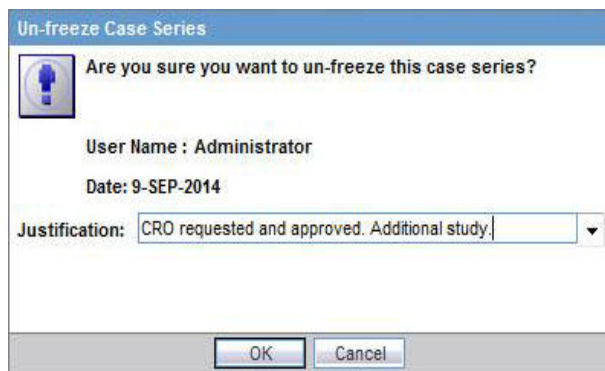 Un-freeze Case Series
Are you sure you want to un-freeze this case series?
User Name : Administrator
Date: 9-SEP-2014
Justification: CRO requested and approved. Additional study.
OK Cancel